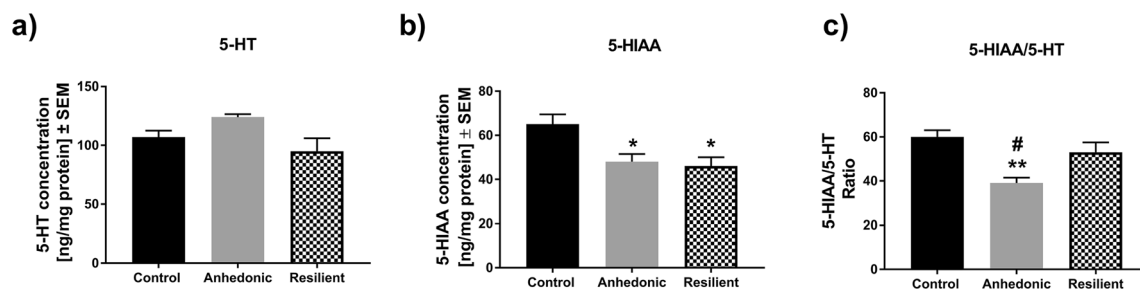 a)
5-HT
5-HT concentration
[ng/mg protein] ± SEM
150
100
50
0
Control Anhedonic Resilient
b)
5-HIAA
5-HIAA concentration
[ng/mg protein] ± SEM
80
60
40
20
0
* *
Control Anhedonic Resilient
c)
5-HIAA/5-HT
5-HIAA/5-HT
Ratio
80
60
40
20
0
#
**
Control Anhedonic Resilient